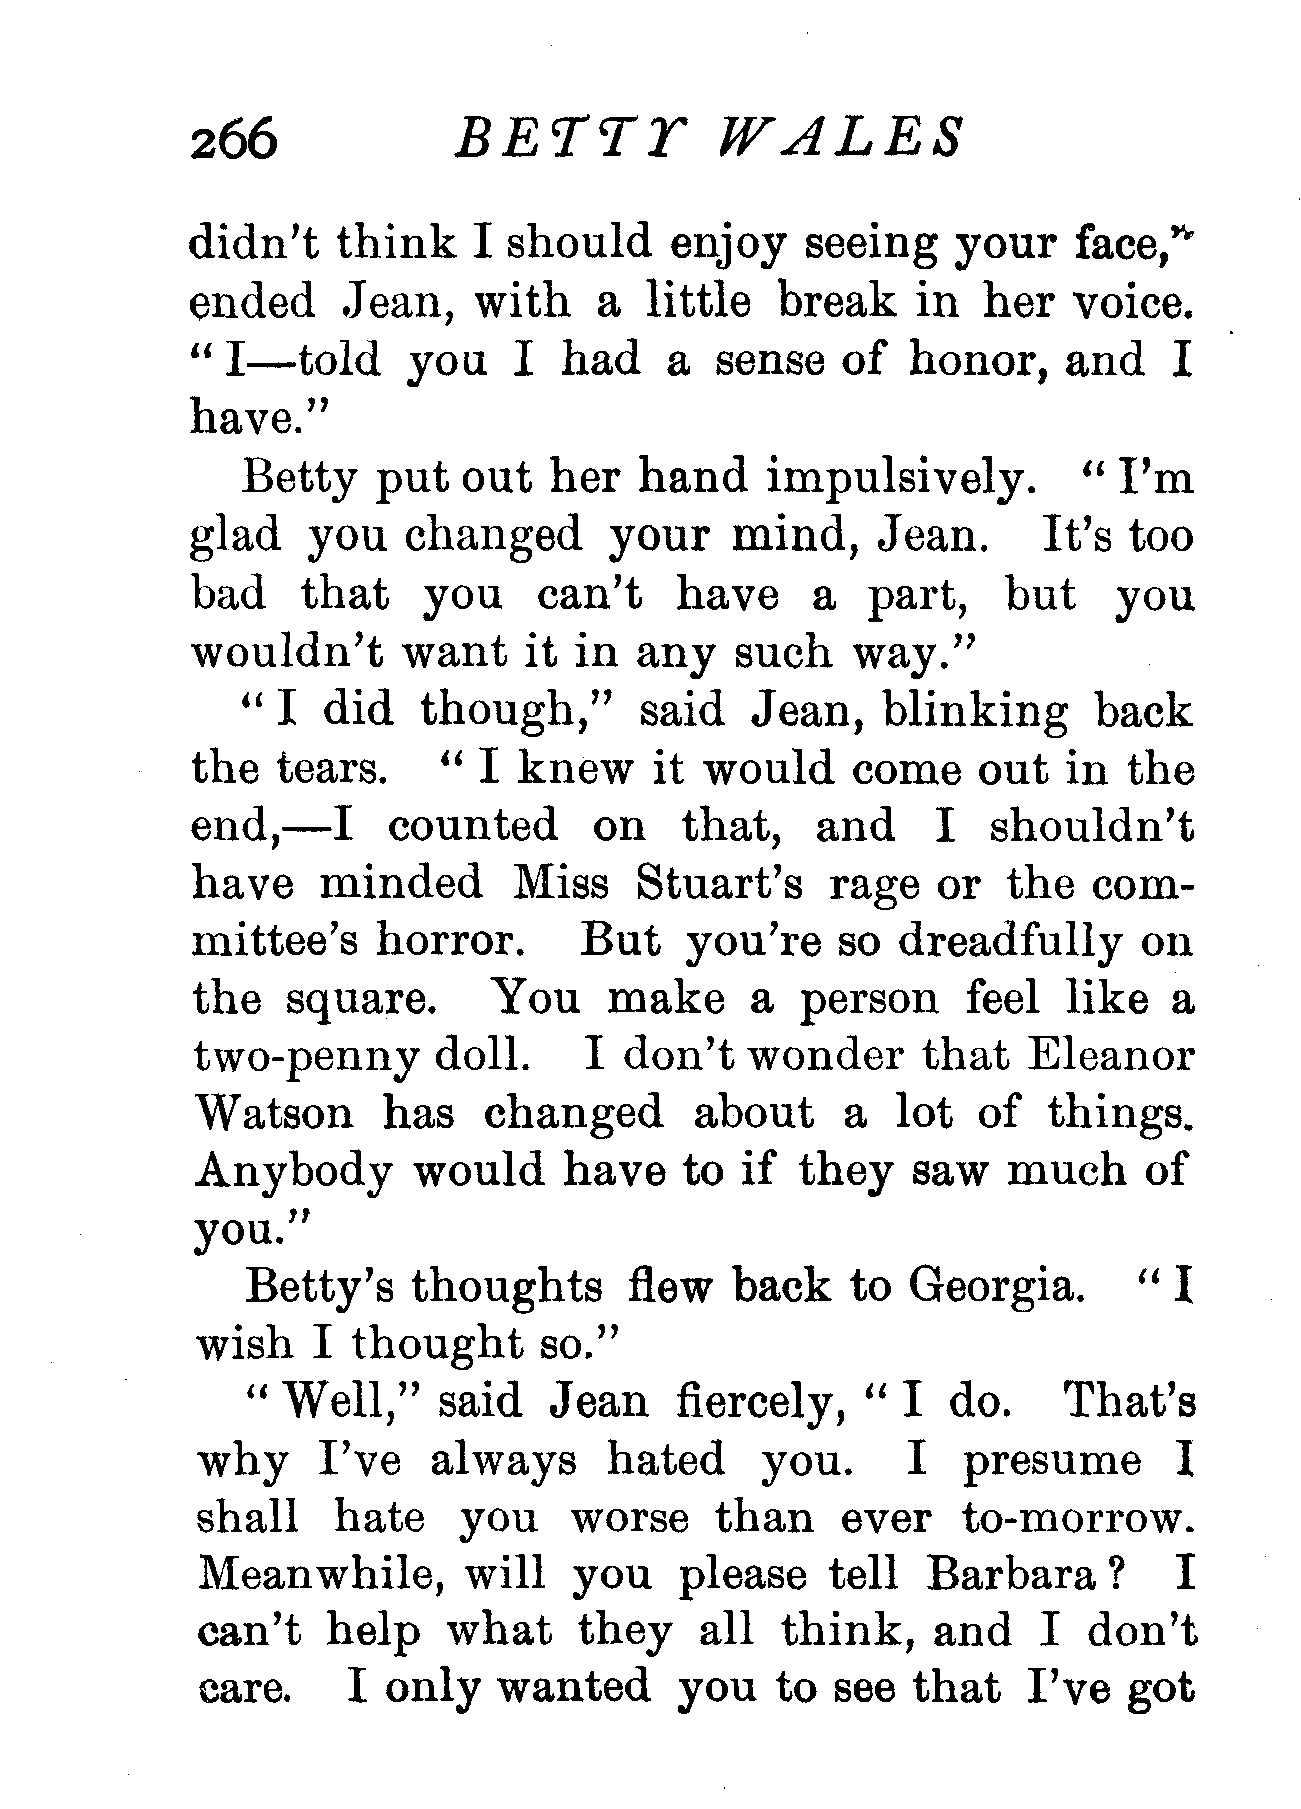 266 BETTY WALES
didn't think I should enjoy seeing your face,"
ended Jean, with a little break in her voice.
" I—told you I had a sense of honor, and I
have."
Betty put out her hand impulsively. " I'm
glad you changed your mind, Jean. It's too
bad that you can't have a part, but you
wouldn't want it in any such way."
" I did though," said Jean, blinking back
the tears. " I knew it would come out in the
end,—I counted on that, and I shouldn't
have minded Miss Stuart's rage or the com-
mittee's horror. But you're so dreadfully on
the square. You make a person feel like a
two-penny doll. I don't wonder that Eleanor
Watson has changed about a lot of things.
Anybody would have to if they saw much of
you."
Betty's thoughts flew back to Georgia. " I
wish I thought so."
" Well," said Jean fiercely, " I do. That's
why I've always hated you. I presume I
shall hate you worse than ever to-morrow.
Meanwhile, will you please tell Barbara ? I
can't help what they all think, and I don't
care. I only wanted you to see that I've got